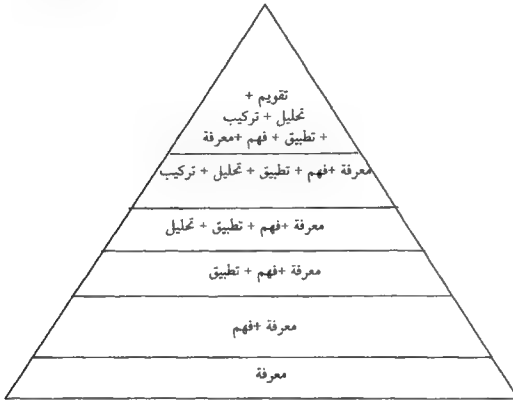 تقويم +
تحليل + تركيب
+ تطبيق + فهم +معرفة
معرفة +فهم + تطبيق + تحليل + تركيب
معرفة +فهم + تطبيق + تحليل
معرفة +فهم + تطبيق
معرفة +فهم
معرفة